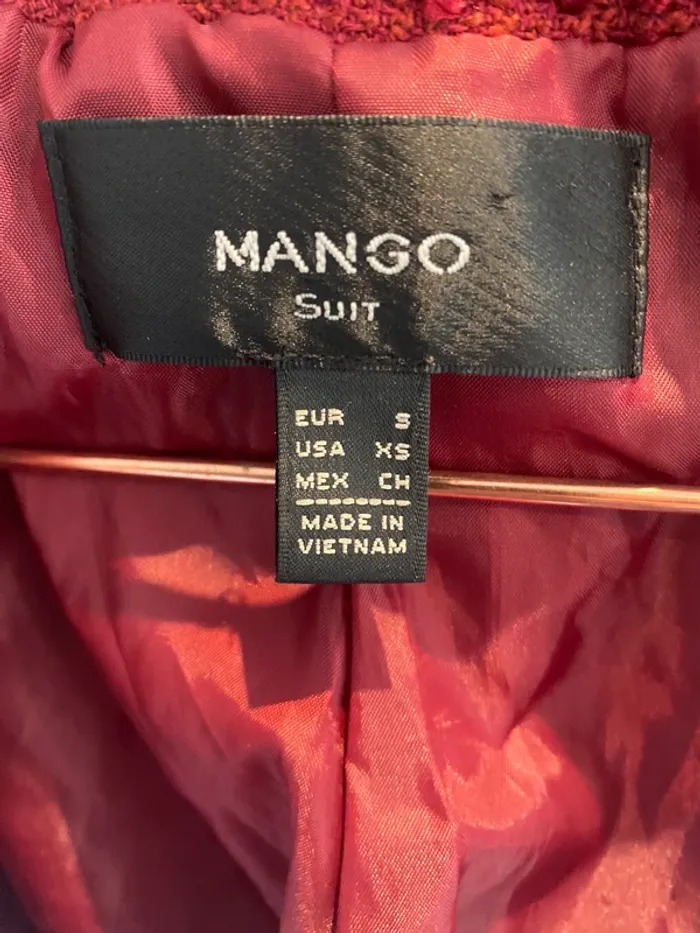 MANGO
SUIT
EUR S
USA XS
MEX CH
MADE IN
VIETNAM